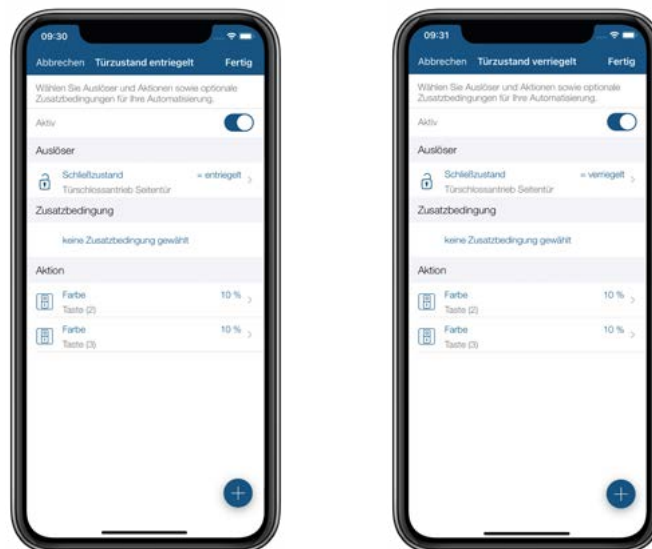 09:30
Abbrechen Türzustand entriegelt Fertig
Wählen Sie Auslöser und Aktionen sowie optionale
Zusatzbedingungen für Ihre Automatisierung.
Aktiv
Auslöser
Schließzustand = entriegelt
Türschlossantrieb Seitentür
Zusatzbedingung
keine Zusatzbedingung gewählt
Aktion
Farbe 10 %
Taste (2)
Farbe 10 %
Taste (3)
09:31
Abbrechen Türzustand verriegelt Fertig
Wählen Sie Auslöser und Aktionen sowie optionale
Zusatzbedingungen für Ihre Automatisierung.
Aktiv
Auslöser
Schließzustand = verriegelt
Türschlossantrieb Seitentür
Zusatzbedingung
keine Zusatzbedingung gewählt
Aktion
Farbe 10 %
Taste (2)
Farbe 10 %
Taste (3)